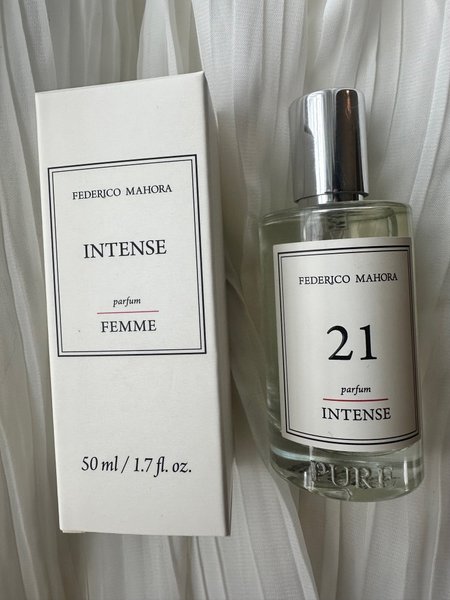 FEDERICO MAHORA
INTENSE
parfum
FEMME
50 ml / 1.7 fl. oz.
FEDERICO MAHORA
21
parfum
INTENSE
PURE